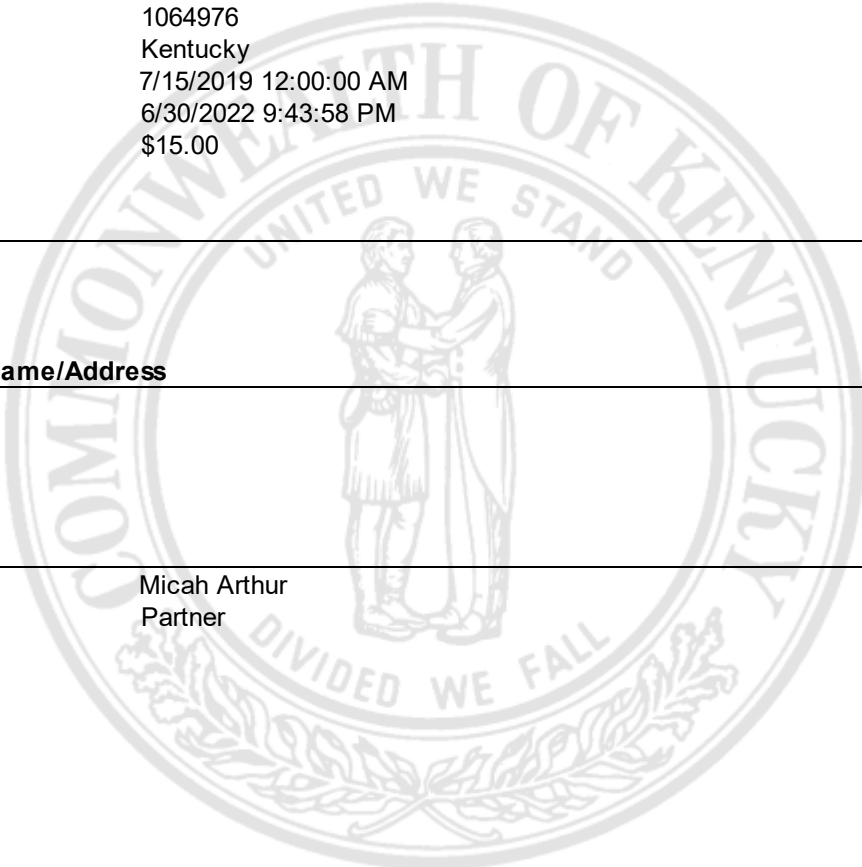 1064976
Kentucky
7/15/2019 12:00:00 AM
6/30/2022 9:43:58 PM
$15.00
COMMONWEALTH OF KENTUCKY
UNITED WE STAND
ame/Address
Micah Arthur
Partner
DIVIDED WE FALL